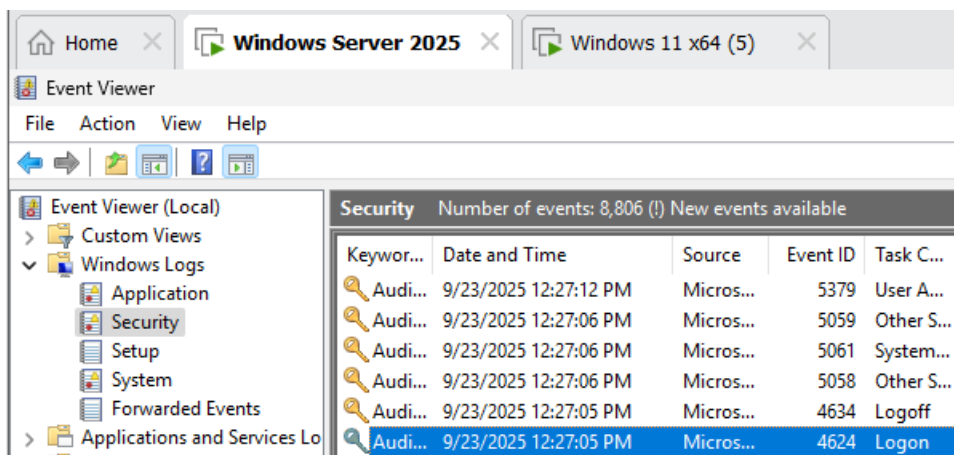 Home
Windows Server 2025
Windows 11 x64 (5)
Event Viewer
File Action View Help
Event Viewer (Local)
Custom Views
Windows Logs
Application
Security
Setup
System
Forwarded Events
Applications and Services Lo
Security Number of events: 8,806 (!) New events available
Keywor... Date and Time Source Event ID Task C...
Audi... 9/23/2025 12:27:12 PM Micros... 5379 User A...
Audi... 9/23/2025 12:27:06 PM Micros... 5059 Other S...
Audi... 9/23/2025 12:27:06 PM Micros... 5061 System...
Audi... 9/23/2025 12:27:06 PM Micros... 5058 Other S...
Audi... 9/23/2025 12:27:05 PM Micros... 4634 Logoff
Audi... 9/23/2025 12:27:05 PM Micros... 4624 Logon